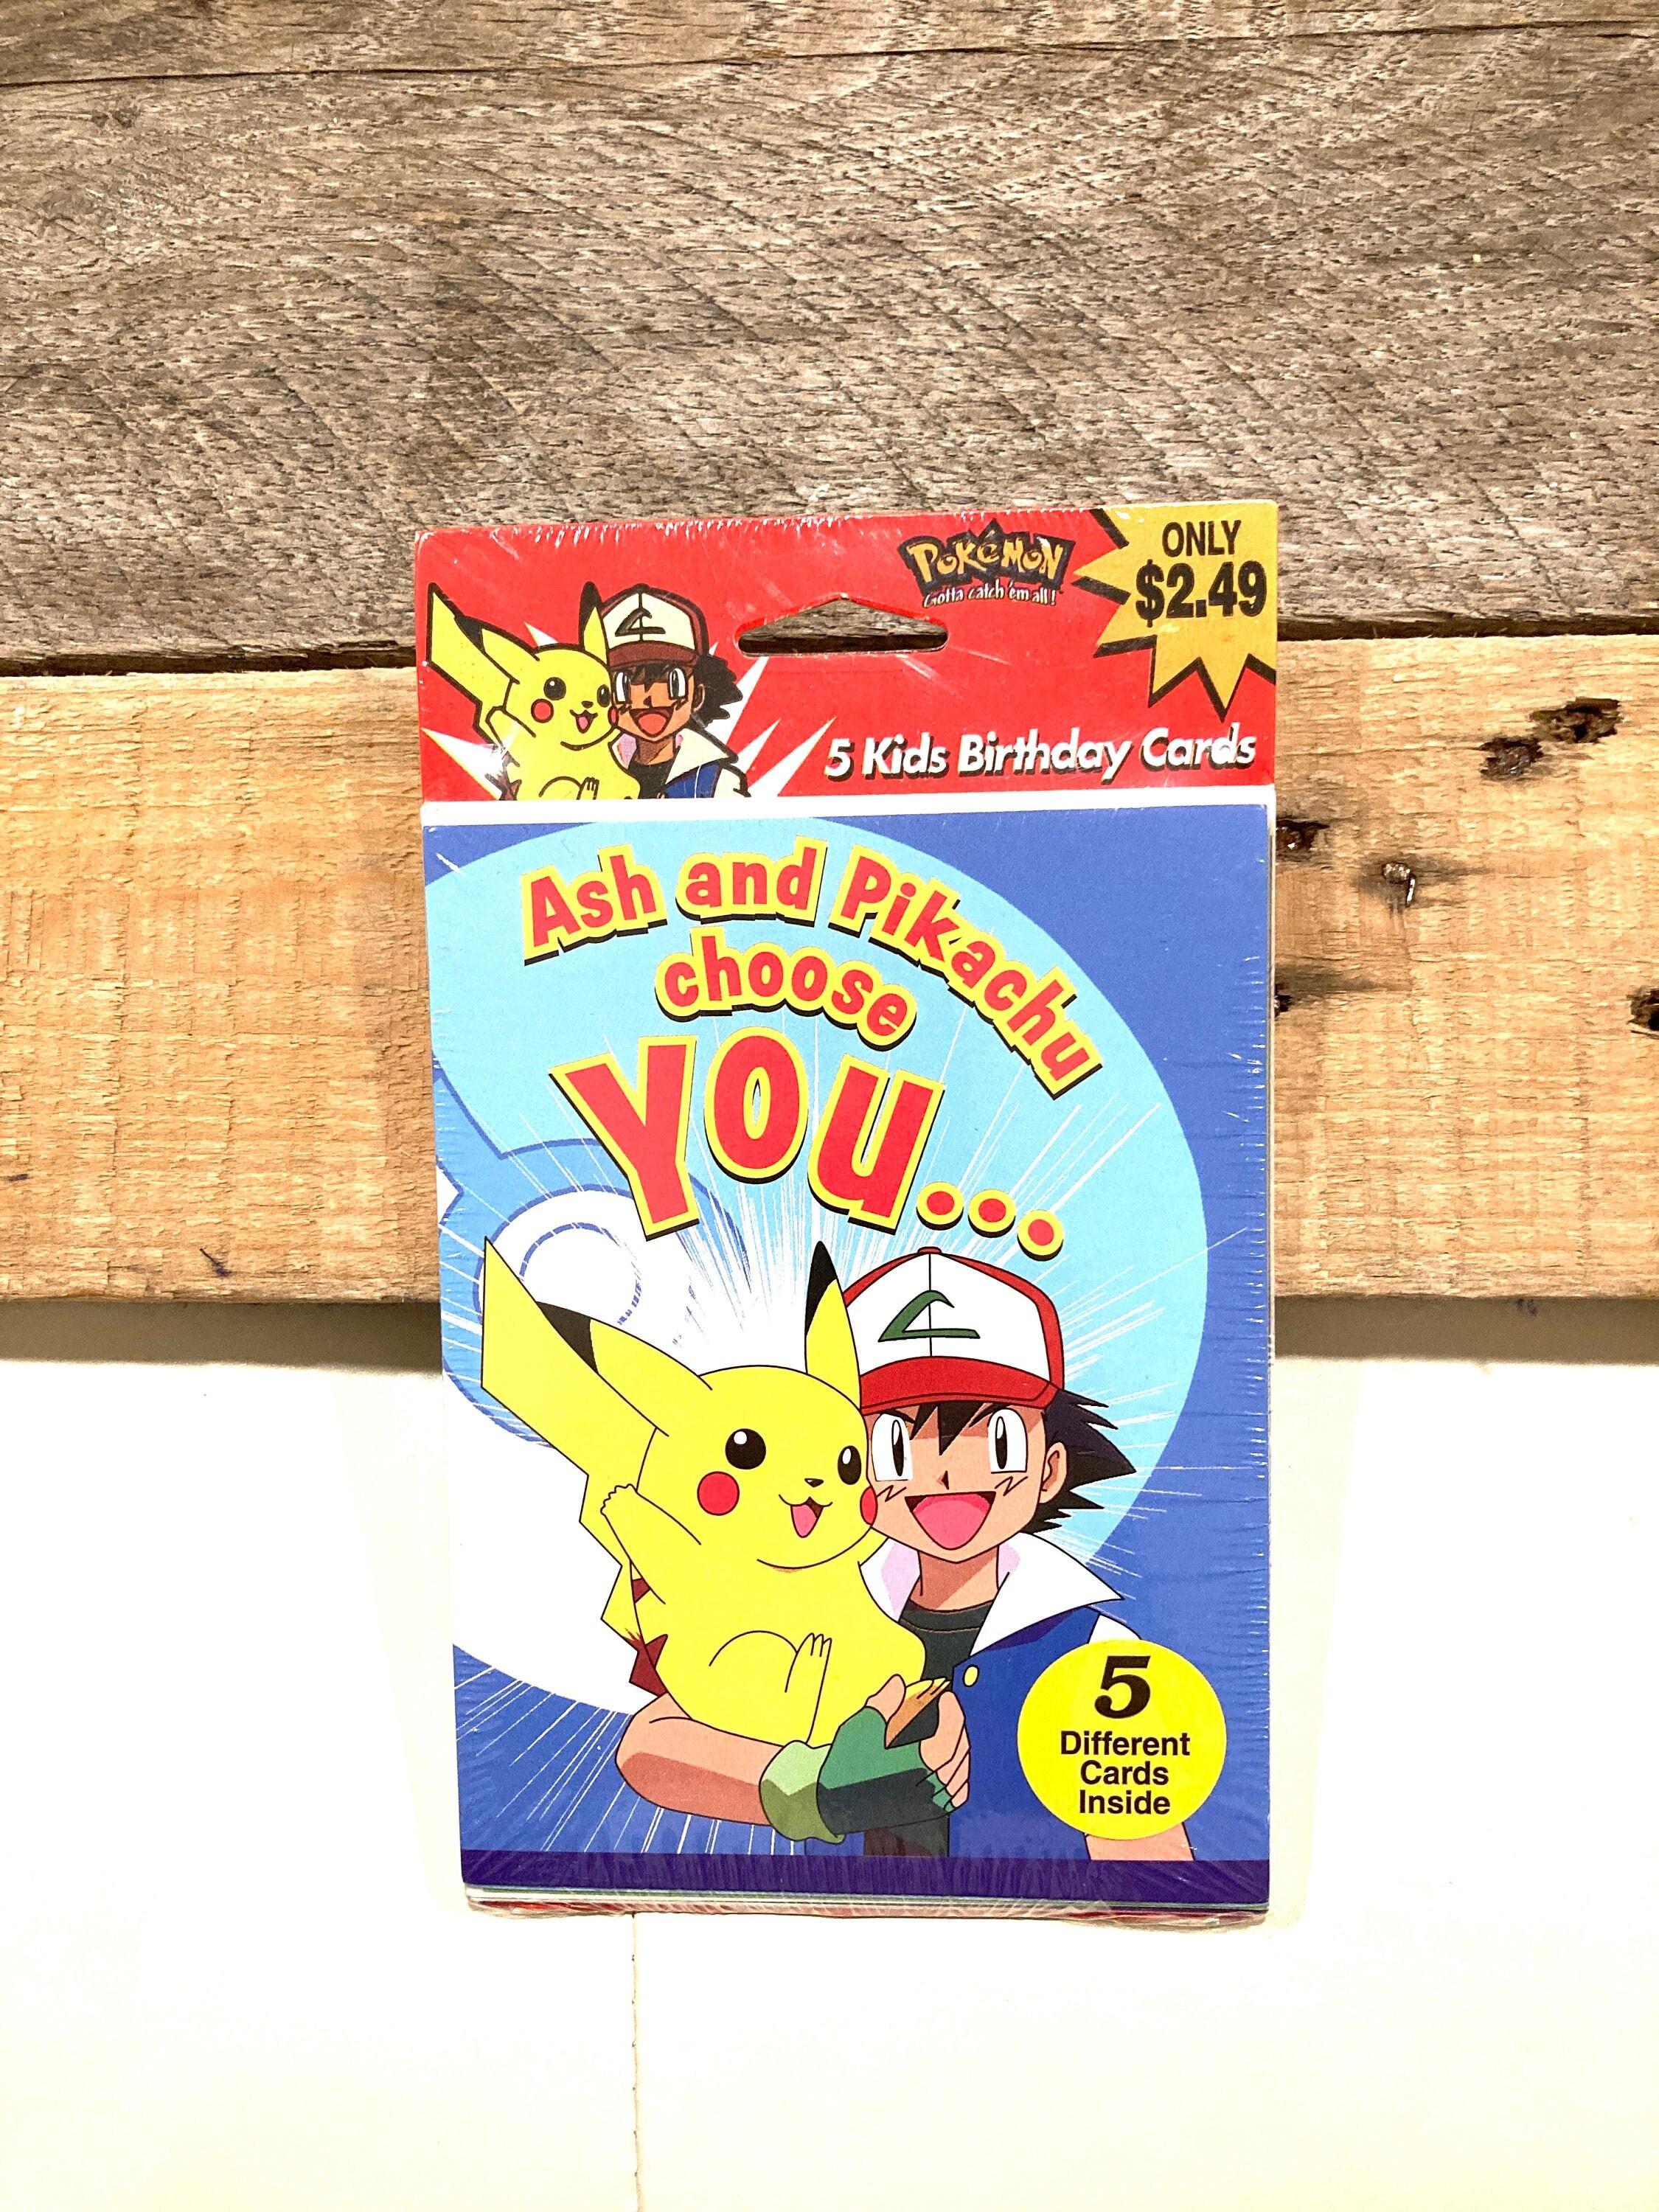 POKéMON
Gotta catch 'em all!
ONLY
$2.49
5 Kids Birthday Cards
Ash and Pikachu
choose
YOU...
5
Different
Cards
Inside